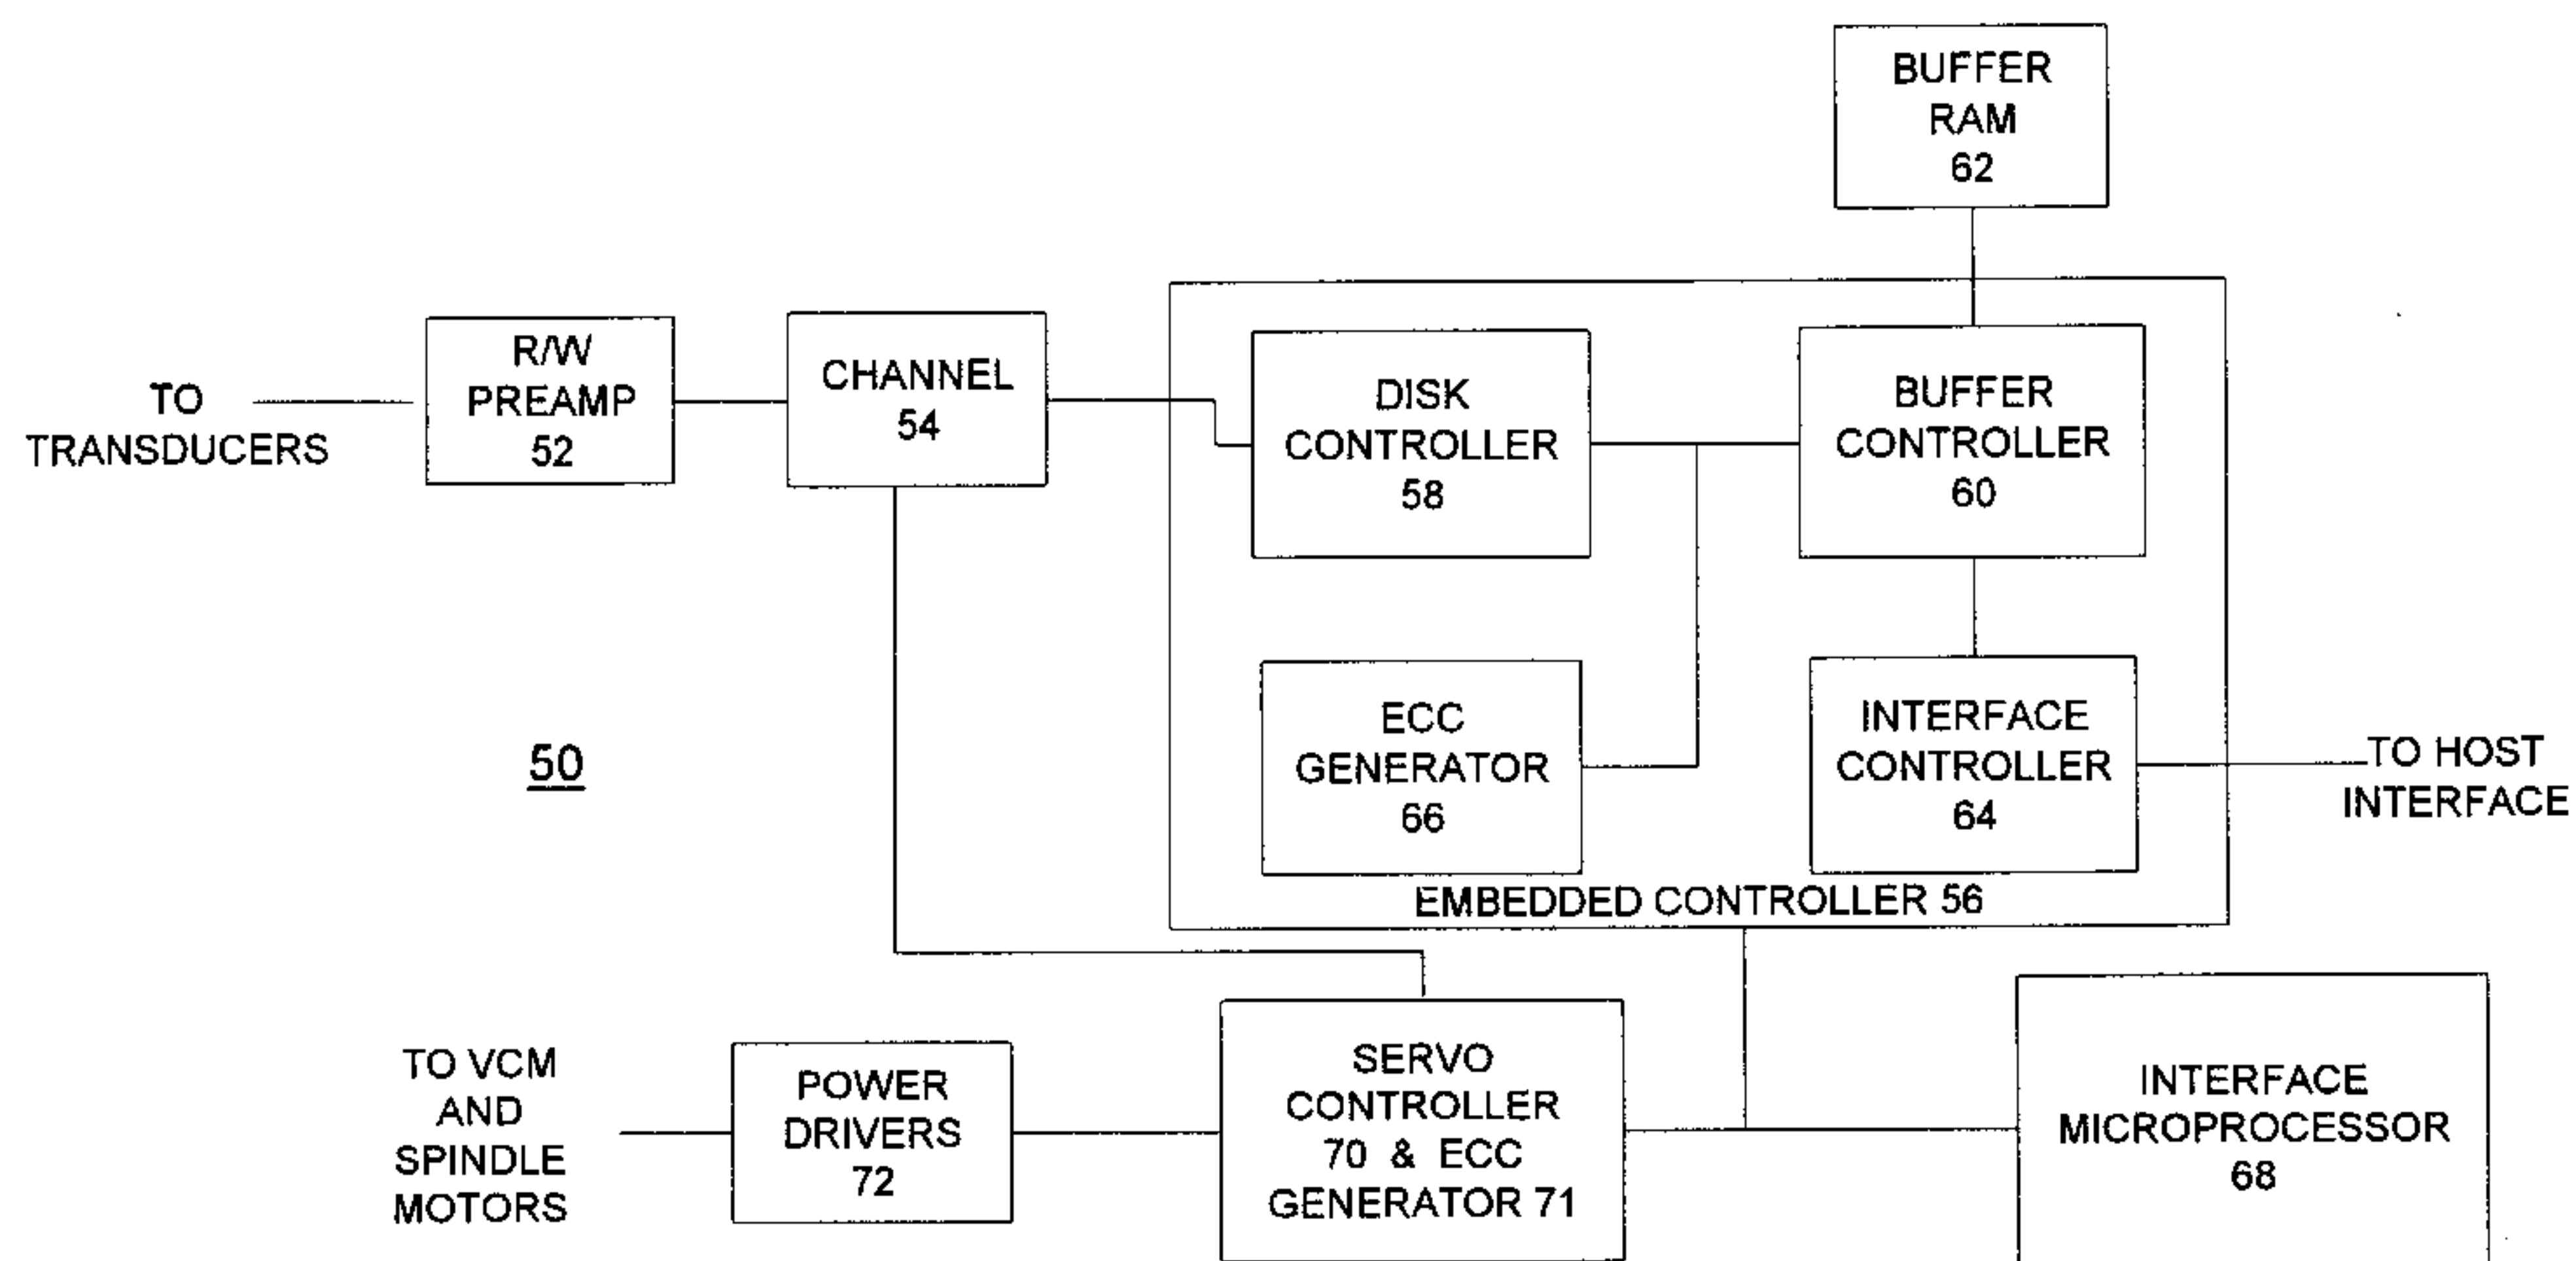 BUFFER
RAM
62
TO
TRANSDUCERS
R/W
PREAMP
52
CHANNEL
54
DISK
CONTROLLER
58
BUFFER
CONTROLLER
60
ECC
GENERATOR
66
INTERFACE
CONTROLLER
64
TO HOST
INTERFACE
50
EMBEDDED CONTROLLER 56
TO VCM
AND
SPINDLE
MOTORS
POWER
DRIVERS
72
SERVO
CONTROLLER
70 & ECC
GENERATOR 71
INTERFACE
MICROPROCESSOR
68